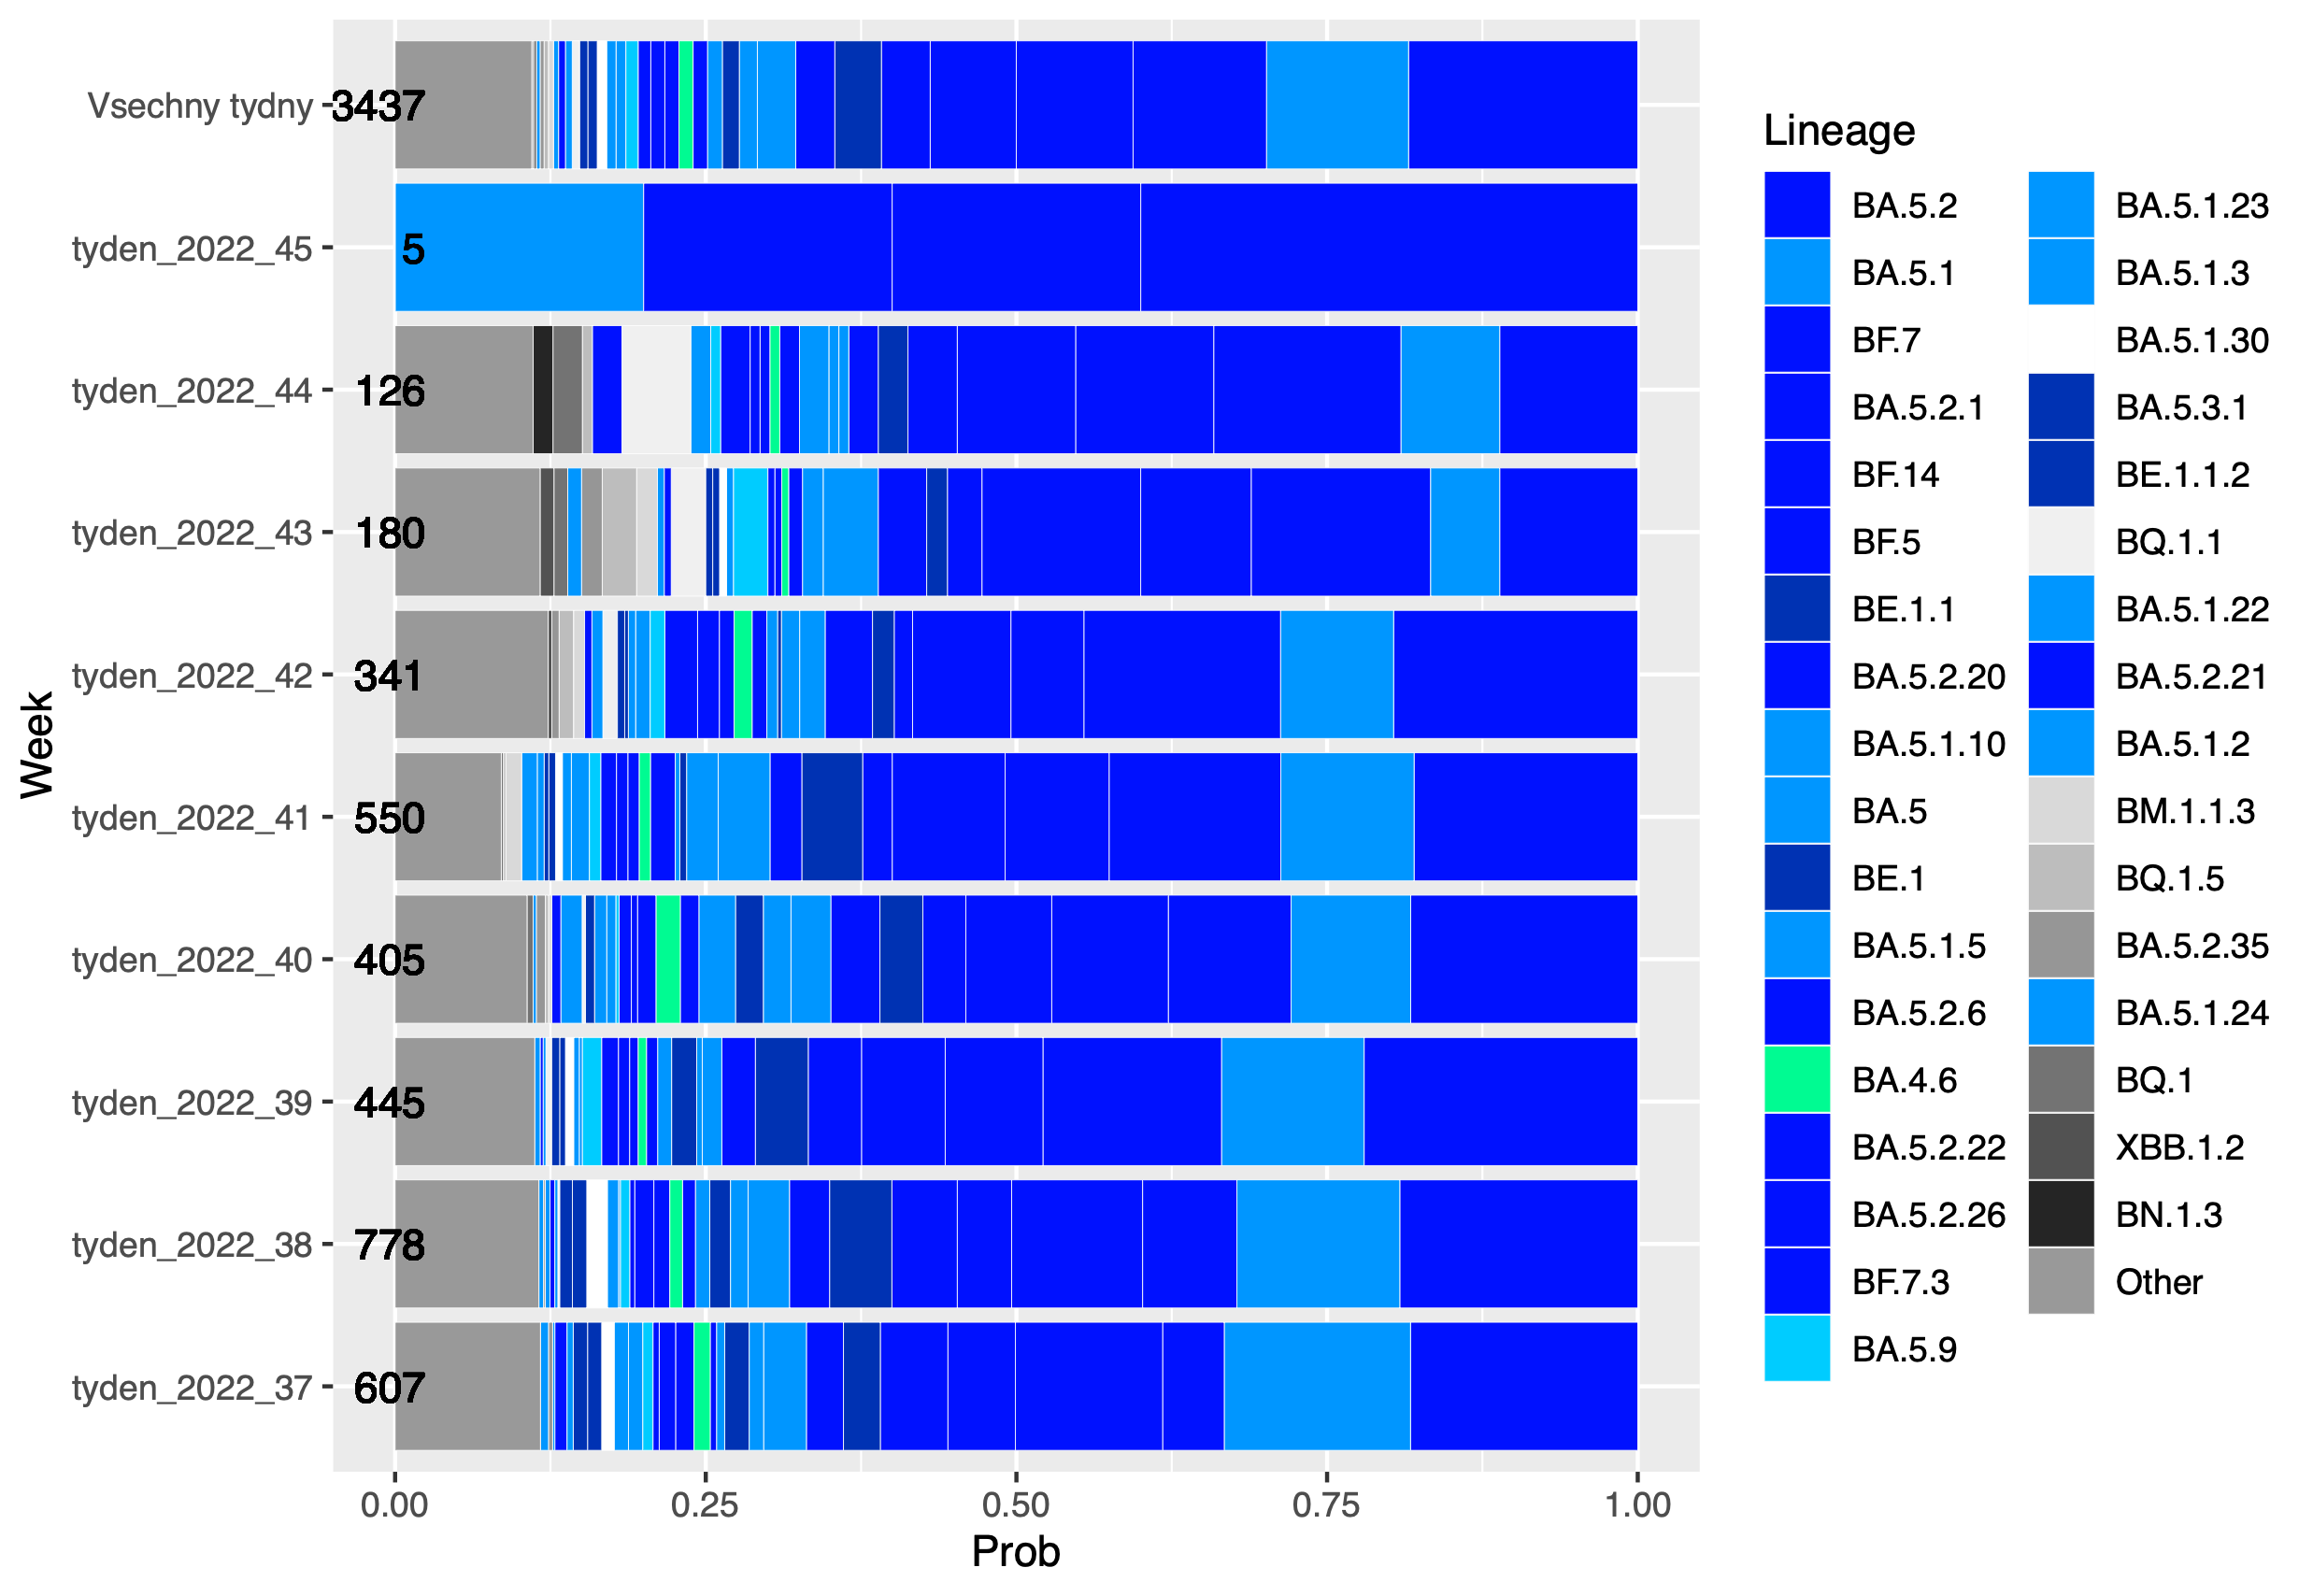 Week
Vsechny tydny
3437
tyden_2022_45
5
tyden_2022_44
126
tyden_2022_43
180
tyden_2022_42
341
tyden_2022_41
550
tyden_2022_40
405
tyden_2022_39
445
tyden_2022_38
778
tyden_2022_37
607
0.00 0.25 0.50 0.75 1.00
Prob
Lineage
BA.5.2
BA.5.1
BF.7
BA.5.2.1
BF.14
BF.5
BE.1.1
BA.5.2.20
BA.5.1.10
BA.5
BE.1
BA.5.1.5
BA.5.2.6
BA.4.6
BA.5.2.22
BA.5.2.26
BF.7.3
BA.5.9
BA.5.1.23
BA.5.1.3
BA.5.1.30
BA.5.3.1
BE.1.1.2
BQ.1.1
BA.5.1.22
BA.5.2.21
BA.5.1.2
BM.1.1.3
BQ.1.5
BA.5.2.35
BA.5.1.24
BQ.1
XBB.1.2
BN.1.3
Other